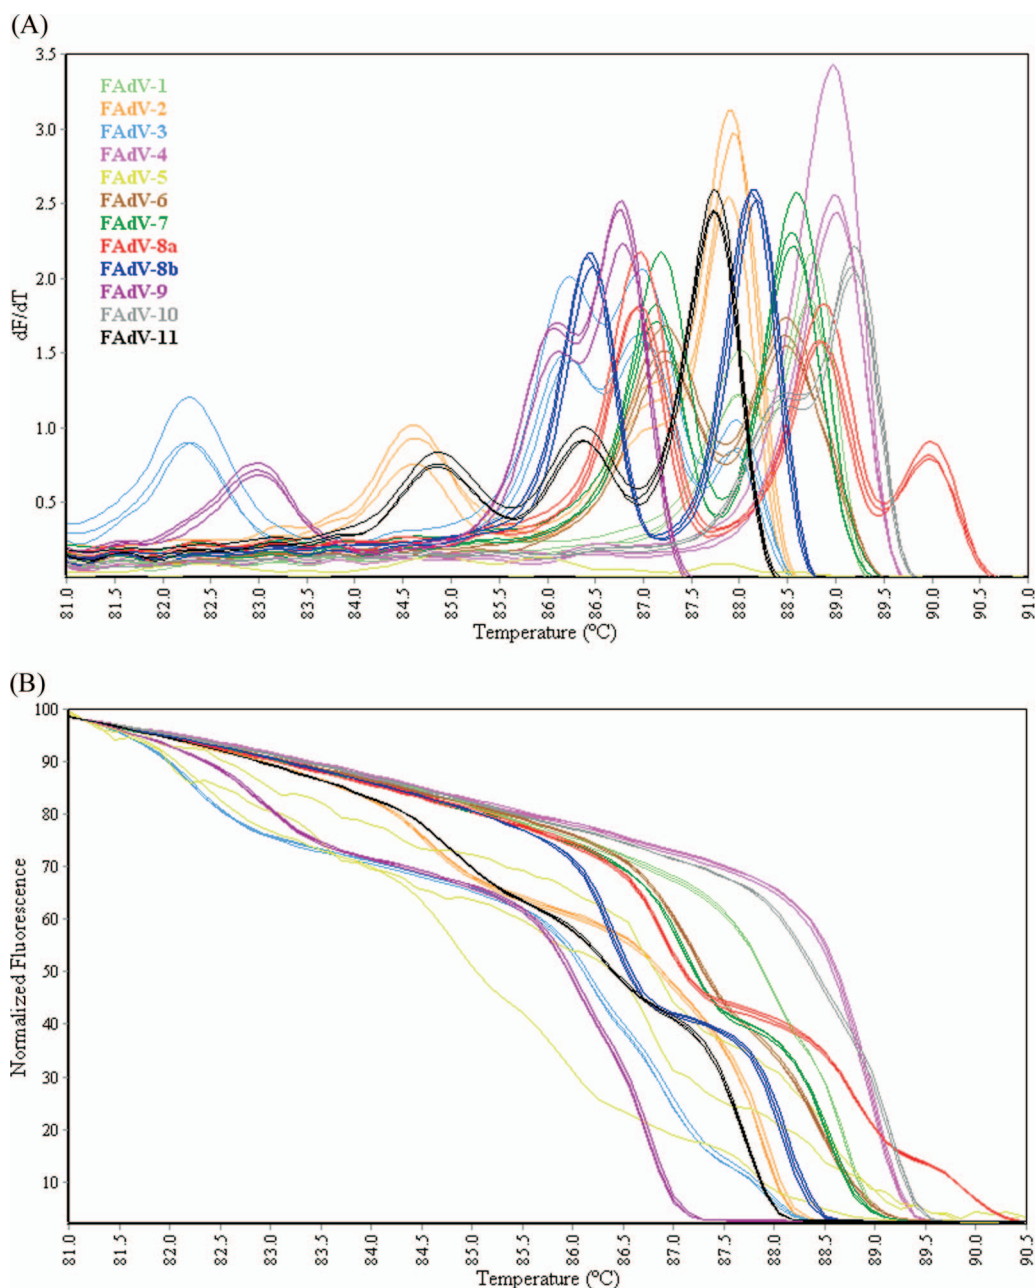 (A)
3.5
3.0
2.5
2.0
1.5
1.0
0.5
dF/dT
FAdV-1
FAdV-2
FAdV-3
FAdV-4
FAdV-5
FAdV-6
FAdV-7
FAdV-8a
FAdV-8b
FAdV-9
FAdV-10
FAdV-11
81.0 81.5 82.0 82.5 83.0 83.5 84.0 84.5 85.0 85.5 86.0 86.5 87.0 87.5 88.0 88.5 89.0 89.5 90.0 90.5 91.0
Temperature (°C)
(B)
100
90
80
70
60
50
40
30
20
10
Normalized Fluorescence
81.0 81.5 82.0 82.5 83.0 83.5 84.0 84.5 85.0 85.5 86.0 86.5 87.0 87.5 88.0 88.5 89.0 89.5 90.0 90.5
Temperature (°C)